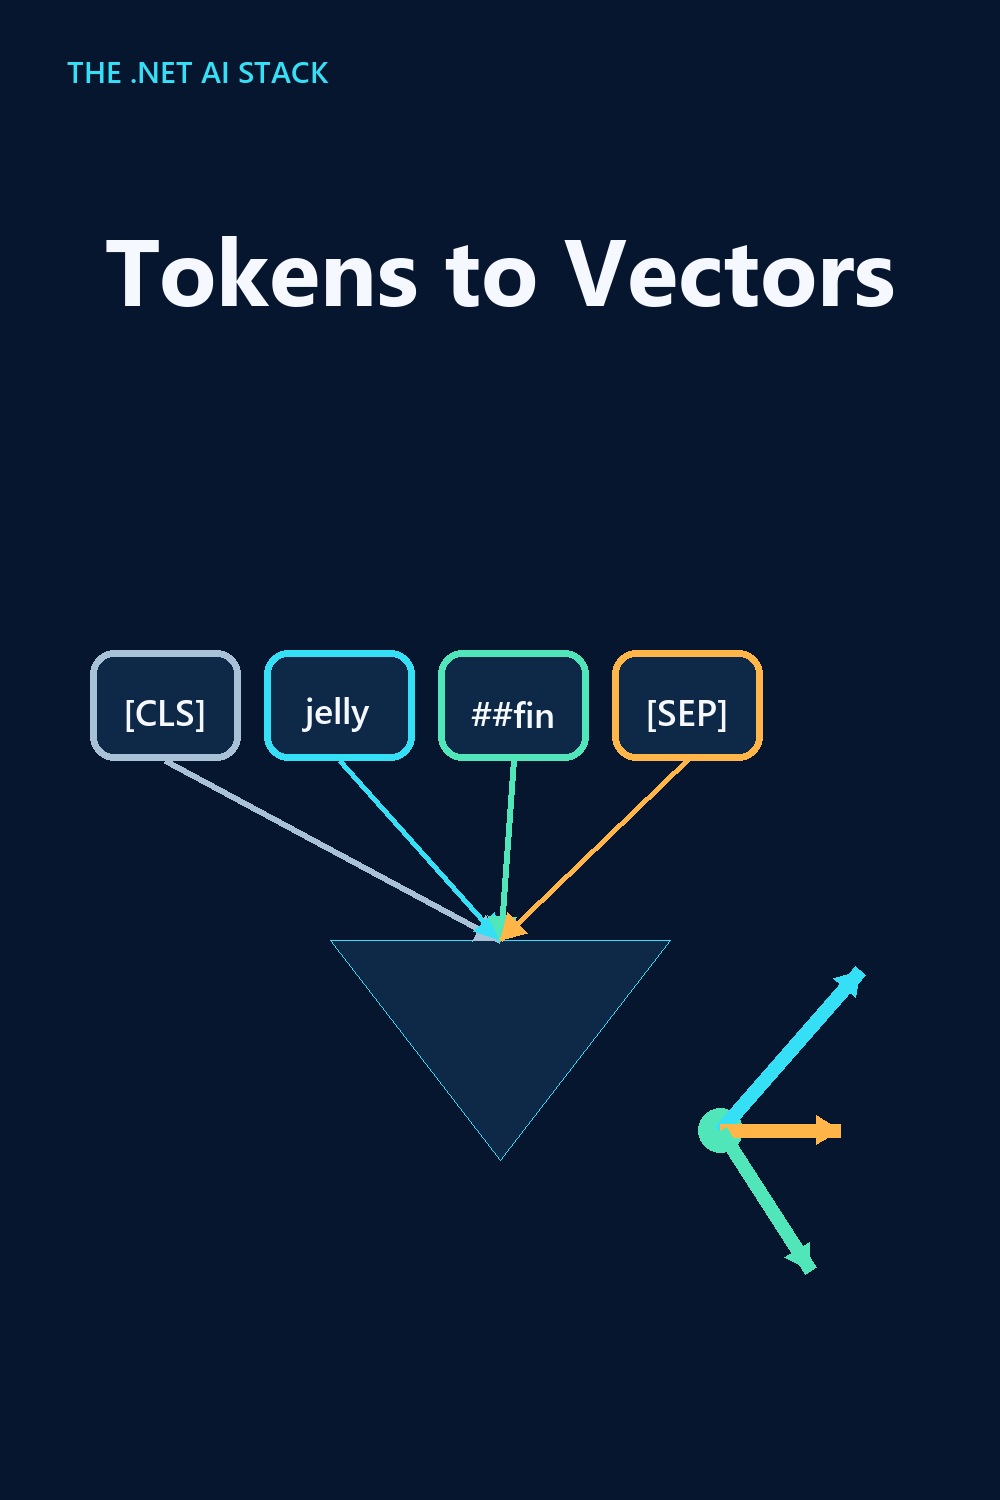 THE .NET AI STACK
Tokens to Vectors
[CLS] jelly ##fin [SEP]